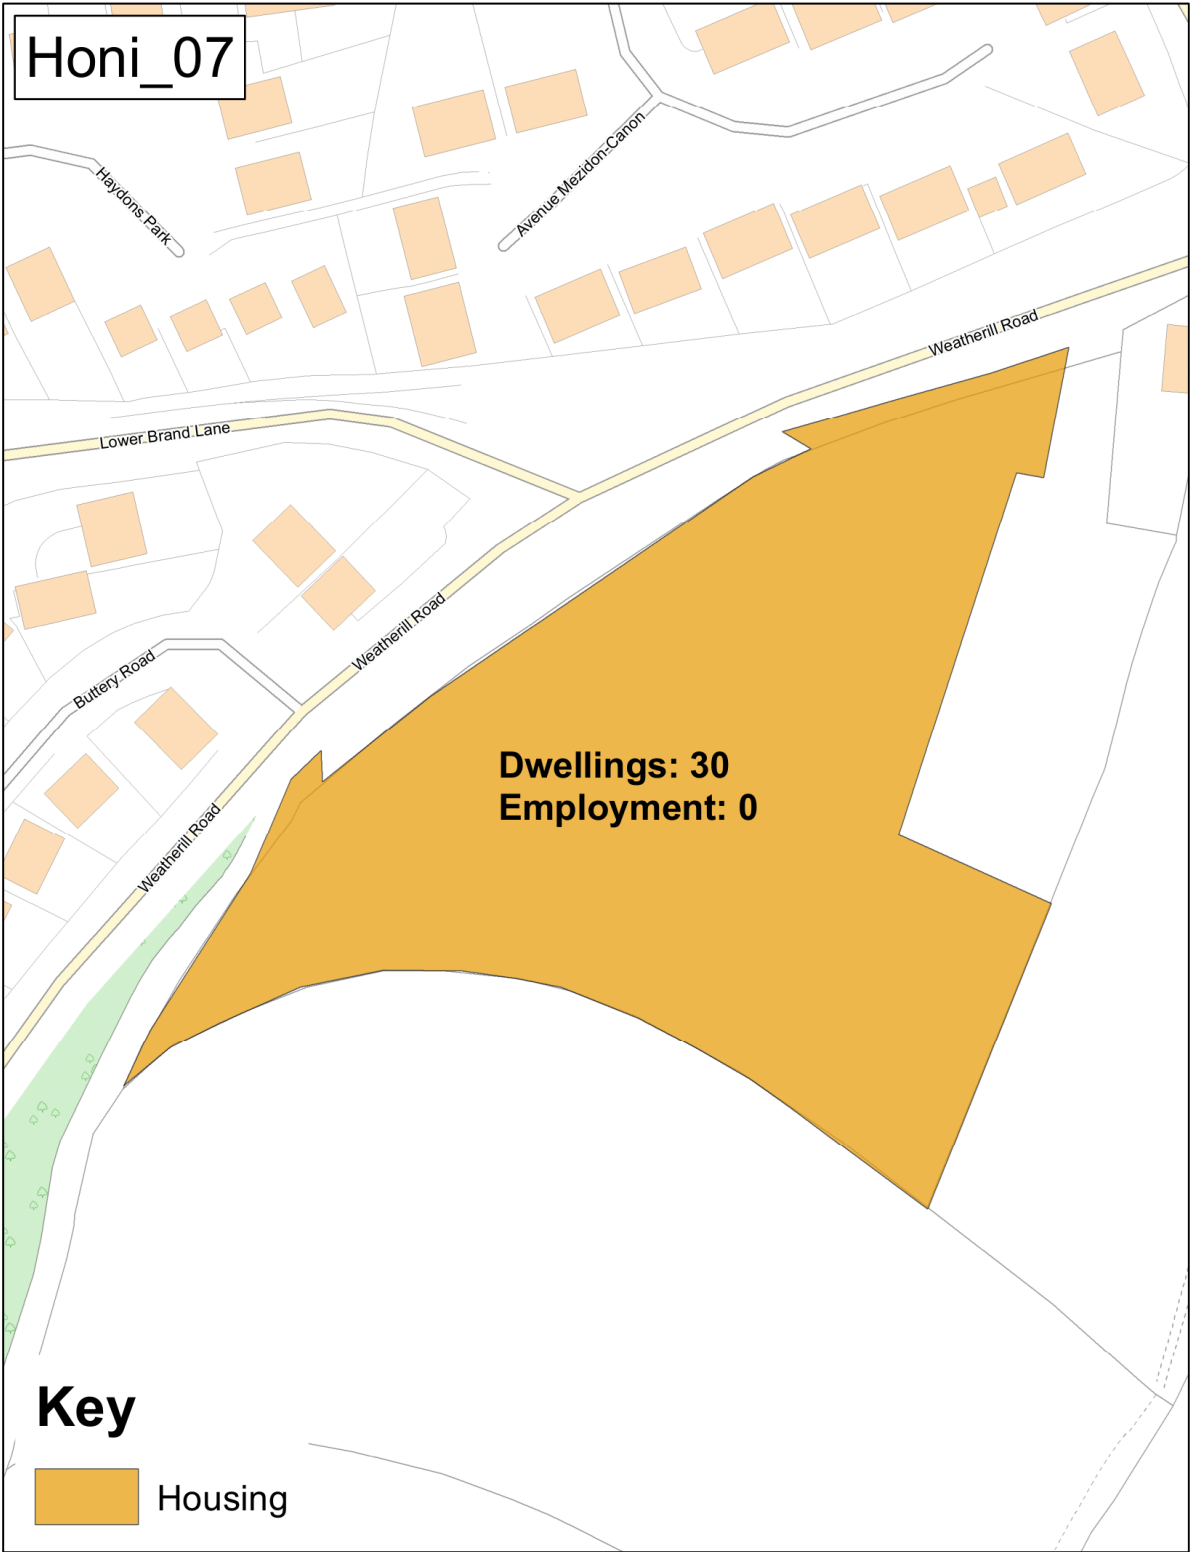 Honi_07
Haydons Park
Avenue Mezidon-Canon
Weatherill Road
Lower Brand Lane
Weatherill Road
Buttery Road
Weatherill Road
Dwellings: 30
Employment: 0
Key
Housing